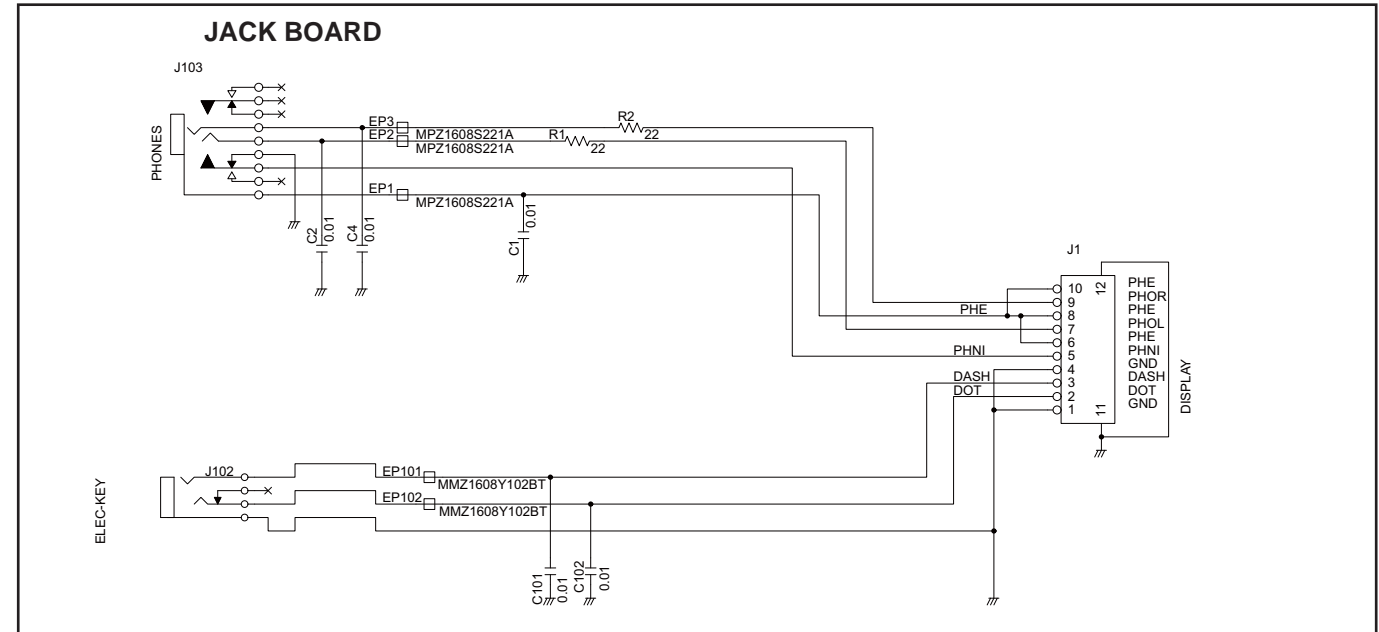 JACK BOARD
J103
PHONES
EP3
MPZ1608S221A
R2
22
EP2
MPZ1608S221A
R1
22
EP1
MPZ1608S221A
C2
0.01
C4
0.01
C1
0.01
J1
10
9
8
7
6
5
4
3
2
1
12
11
PHE
PHOR
PHE
PHOL
PHE
PHNI
GND
DASH
DOT
GND
DISPLAY
PHE
PHNI
DASH
DOT
ELEC-KEY
J102
EP101
MMZ1608Y102BT
EP102
MMZ1608Y102BT
C101
0.01
C102
0.01